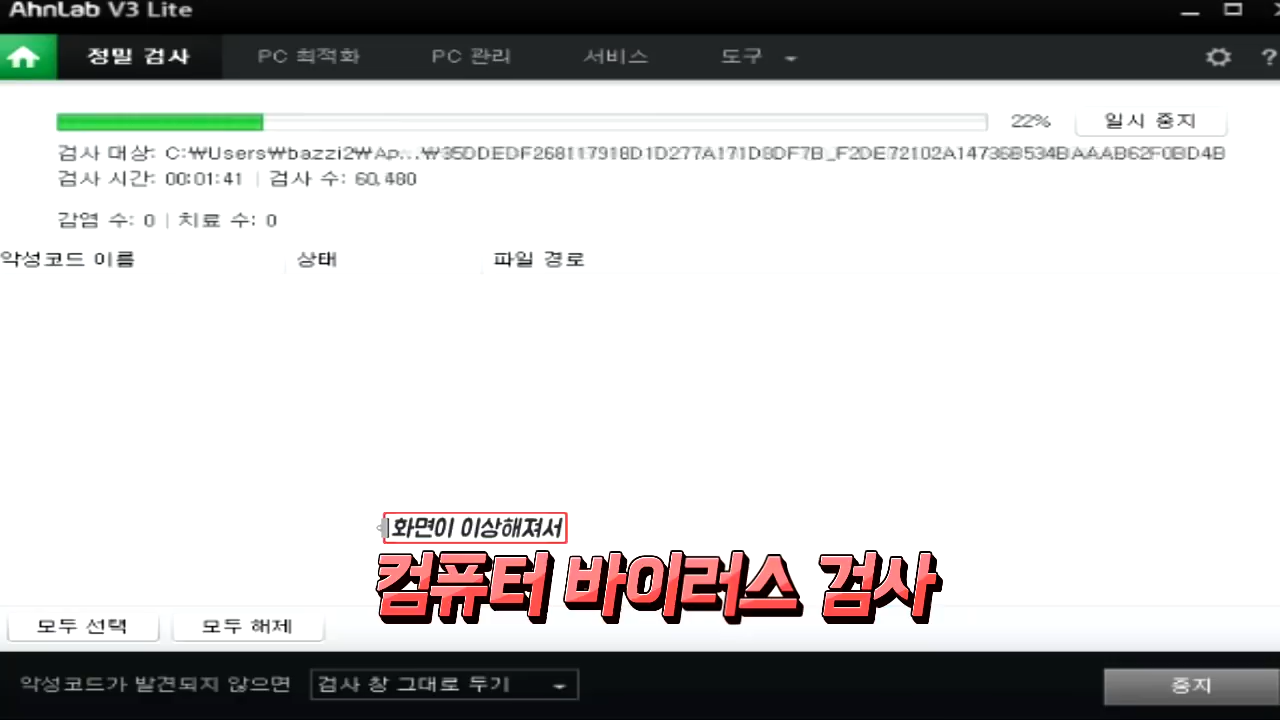 AhnLab V3 Lite
정밀 검사 PC 최적화 PC 관리 서비스 도구 ?
22% 일시 중지
검사 대상: C:₩Users₩bazzi2₩Ap...₩35DDEDF268117918D1D277A171D8DF7B_F2DE72102A14736B534BAAAB62F0BD4B
검사 시간: 00:01:41 | 검사 수: 60,480
감염 수: 0 | 치료 수: 0
악성코드 이름 상태 파일 경로
화면이 이상해져서
컴퓨터 바이러스 검사
모두 선택 모두 해제
악성코드가 발견되지 않으면 검사 창 그대로 두기 중지